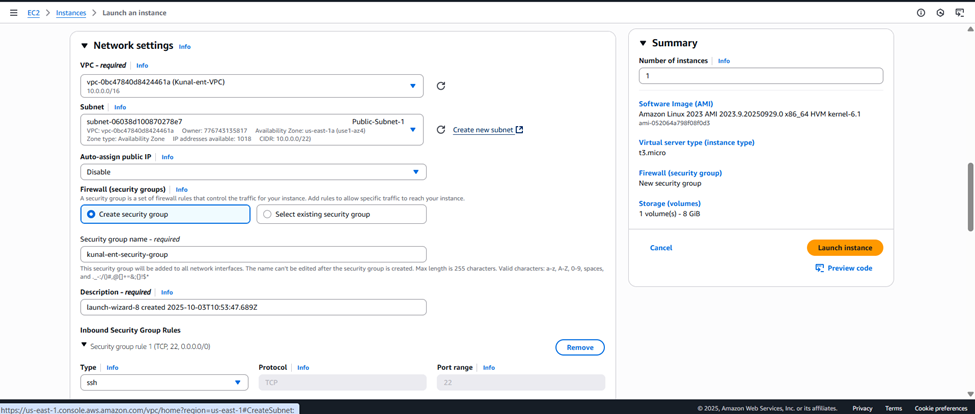 EC2 > Instances > Launch an instance
Network settings Info
VPC - required Info
vpc-0bc47840d8424461a (Kunal-ent-VPC)
10.0.0.0/16
Subnet Info
subnet-06038d100870278e7 Public-Subnet-1
VPC: vpc-0bc47840d8424461a Owner: 776743135817 Availability Zone: us-east-1a (use1-az4)
Zone type: Availability Zone IP addresses available: 1018 CIDR: 10.0.0.0/22)
Create new subnet
Auto-assign public IP Info
Disable
Firewall (security groups) Info
A security group is a set of firewall rules that control the traffic for your instance. Add rules to allow specific traffic to reach your instance.
Create security group
Select existing security group
Security group name - required
kunal-ent-security-group
This security group will be added to all network interfaces. The name can't be edited after the security group is created. Max length is 255 characters. Valid characters: a-z, A-Z, 0-9, spaces,
and ._-:/()#,@[]+=&;{}!$*
Description - required Info
launch-wizard-8 created 2025-10-03T10:53:47.689Z
Inbound Security Group Rules
Security group rule 1 (TCP, 22, 0.0.0.0/0)
Remove
Type Info
Protocol Info
Port range Info
ssh
TCP
22
Summary
Number of instances Info
1
Software Image (AMI)
Amazon Linux 2023 AMI 2023.9.20250929.0 x86_64 HVM kernel-6.1
ami-052064a798f08f0d3
Virtual server type (instance type)
t3.micro
Firewall (security group)
New security group
Storage (volumes)
1 volume(s) - 8 GiB
Cancel
Launch instance
Preview code
https://us-east-1.console.aws.amazon.com/vpc/home?region=us-east-1#CreateSubnet:
© 2025, Amazon Web Services, Inc. or its affiliates. Privacy Terms Cookie preferences